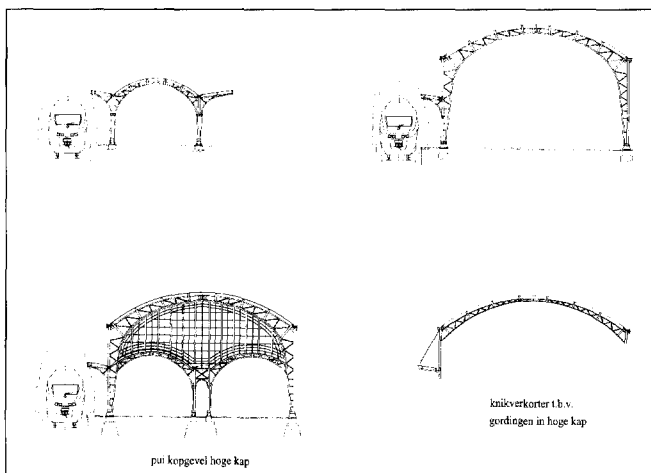 knikverkorter t.b.v.
gordingen in hoge kap
pui kopgevel hoge kap